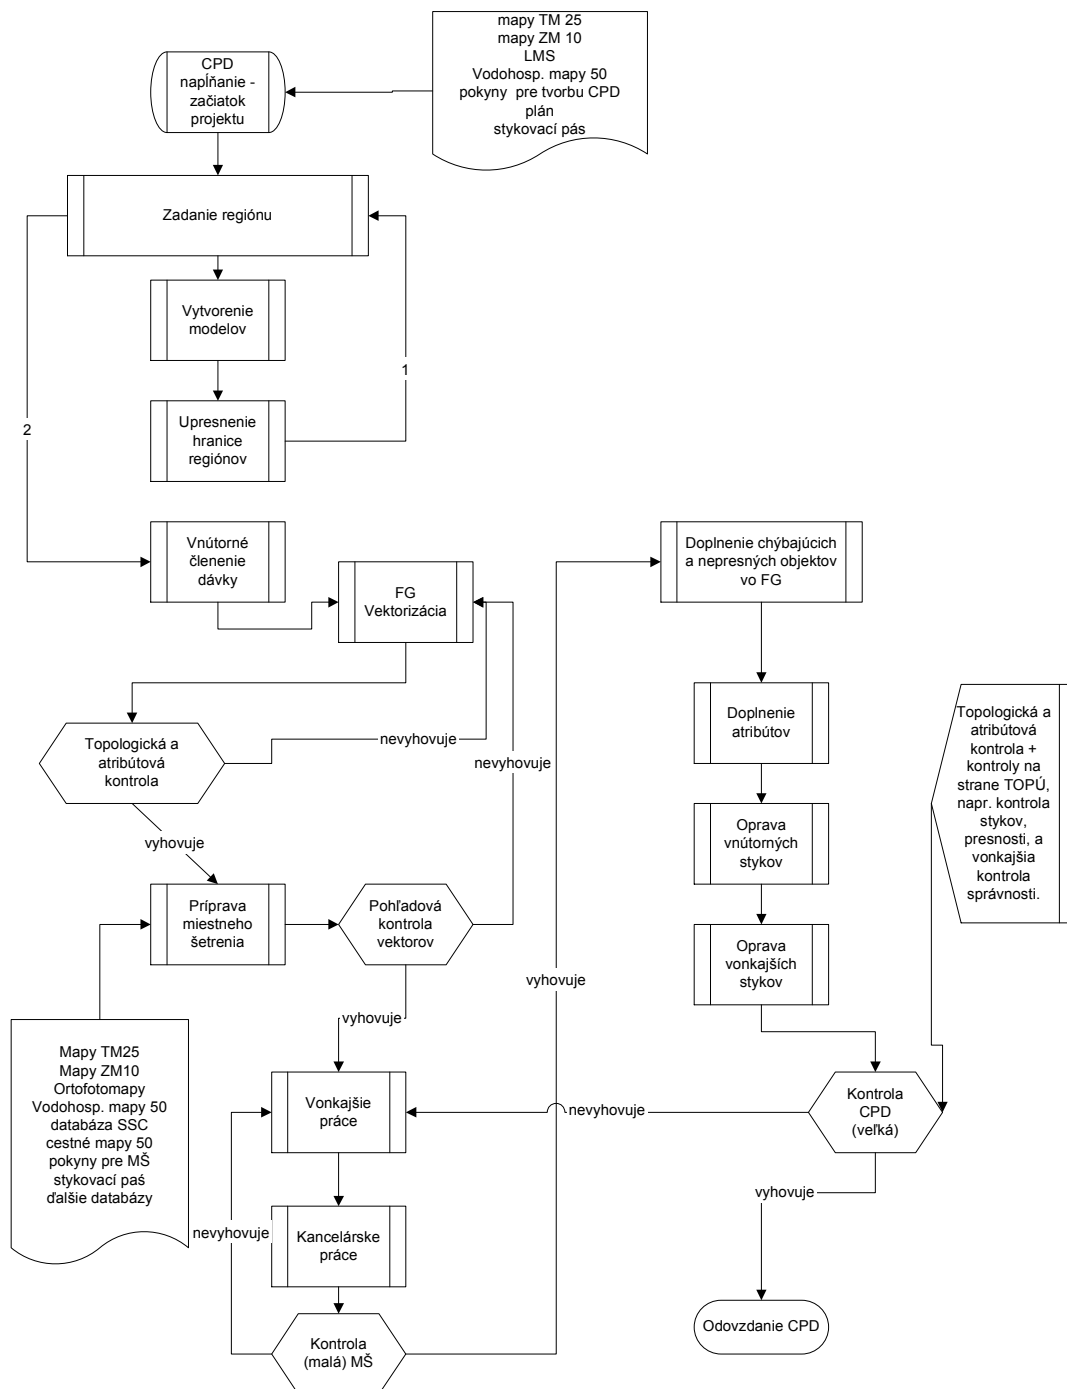 mapy TM 25
mapy ZM 10
LMS
Vodohosp. mapy 50
pokyny pre tvorbu CPD
plán
stykovací pás
CPD
napĺňanie -
začiatok
projektu
Zadanie regiónu
Vytvorenie
modelov
1
Upresnenie
hranice
regiónov
2
Vnútorné
členenie
dávky
FG
Vektorizácia
Doplnenie chýbajúcich
a nepresných objektov
vo FG
Topologická a
atribútová
kontrola
nevyhovuje
nevyhovuje
Doplnenie
atribútov
Topologická a
atribútová
kontrola +
kontroly na
strane TOPÚ,
napr. kontrola
stykov,
presnosti, a
vonkajšia
kontrola
správnosti.
vyhovuje
Oprava
vnútorných
stykov
Príprava
miestneho
šetrenia
Pohľadová
kontrola
vektorov
vyhovuje
Oprava
vonkajších
stykov
vyhovuje
Mapy TM25
Mapy ZM10
Ortofotomapy
Vodohosp. mapy 50
databáza SSC
cestné mapy 50
pokyny pre MŠ
stykovací paś
ďalšie databázy
Vonkajšie
práce
nevyhovuje
Kontrola
CPD
(veľká)
vyhovuje
nevyhovuje
Kancelárske
práce
Kontrola
(malá) MŠ
Odovzdanie CPD